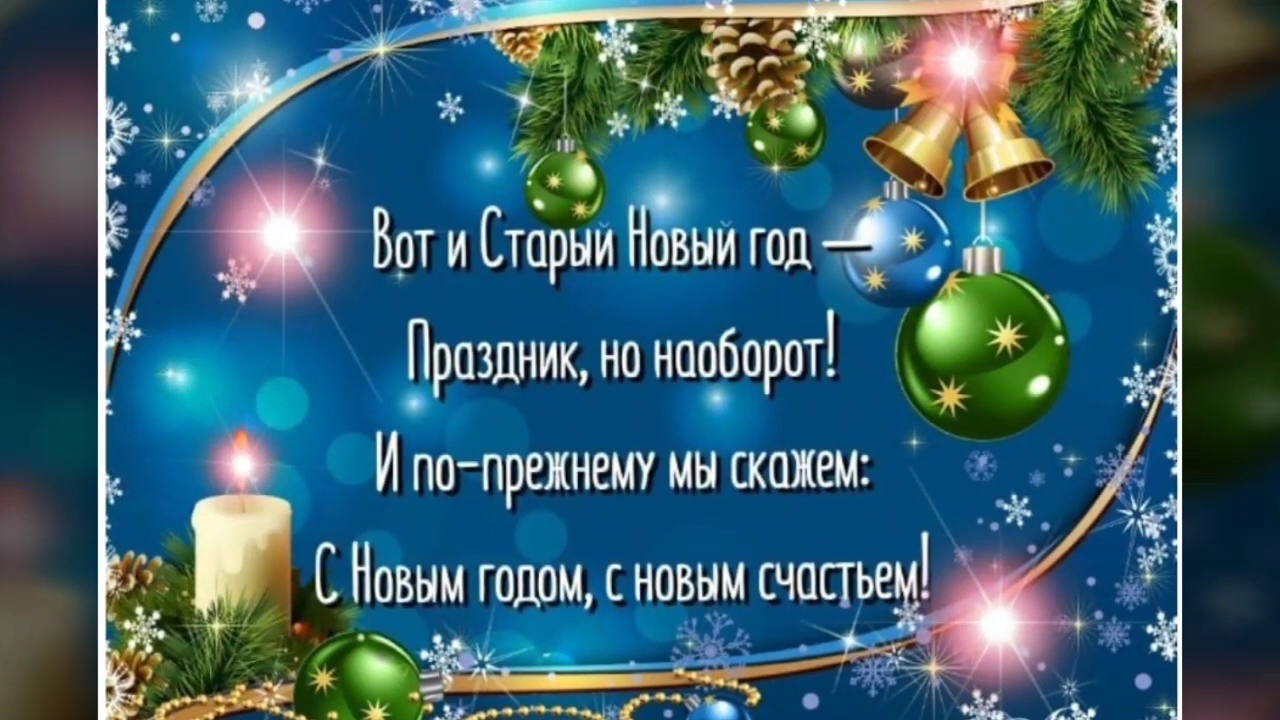 Вот и Старый Новый год —
Праздник, но наоборот!
И по-прежнему мы скажем:
С Новым годом, с новым счастьем!